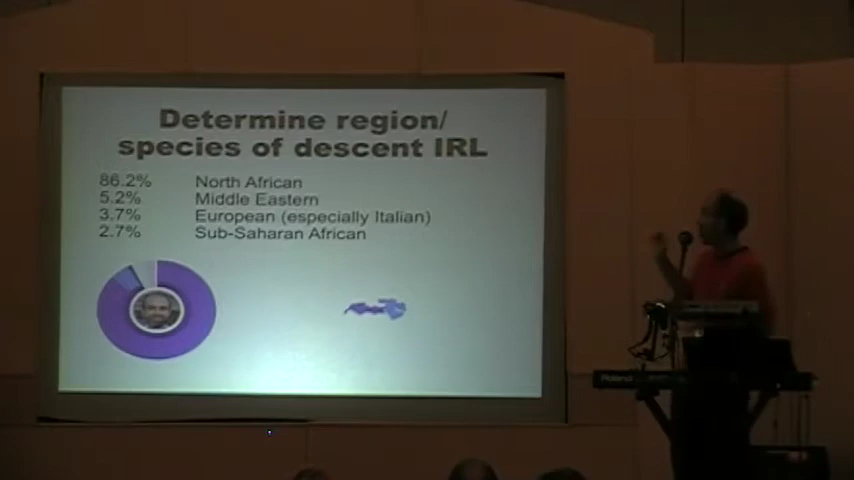 Determine region/
species of descent IRL
86.2% North African
5.2% Middle Eastern
3.7% European (especially Italian)
2.7% Sub-Saharan African
Roland